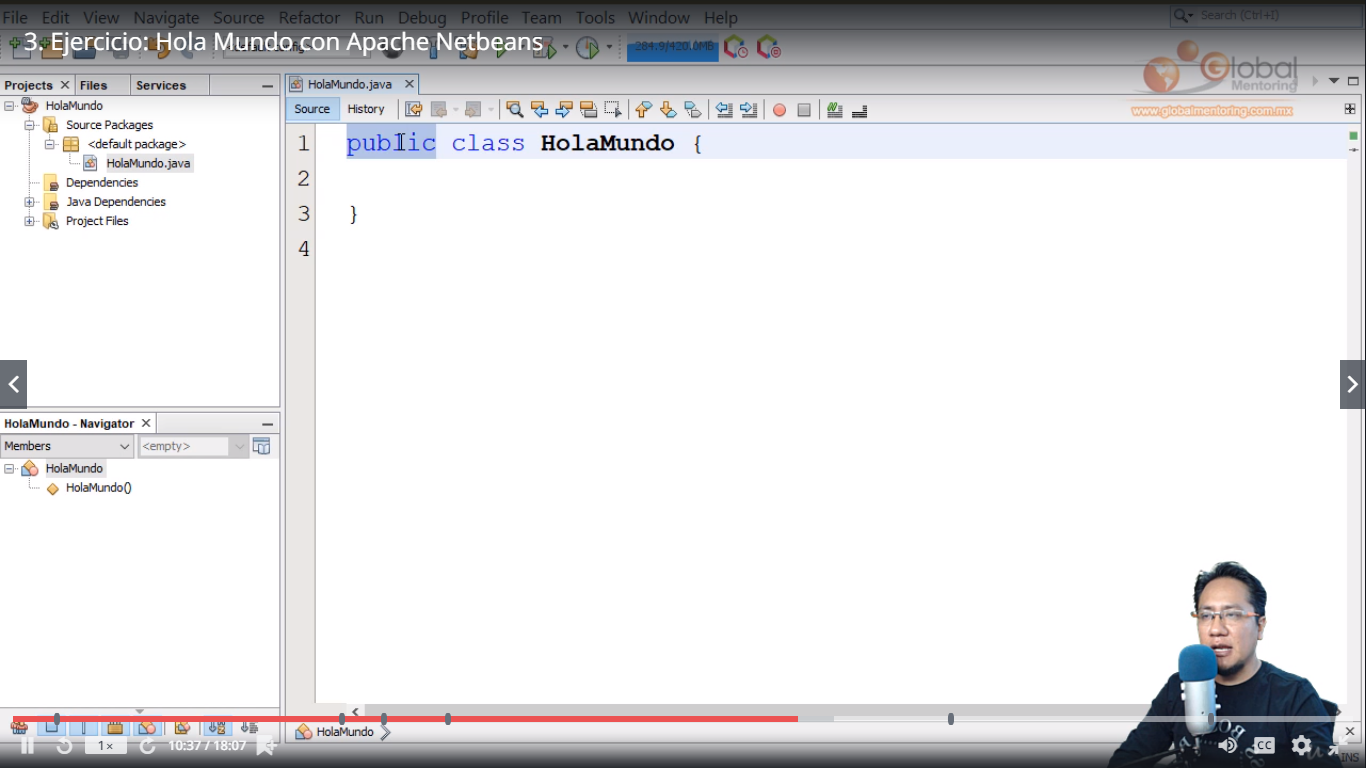 File Edit View Navigate Source Refactor Run Debug Profile Team Tools Window Help
Search (Ctrl+I)
3. Ejercicio: Hola Mundo con Apache Netbeans
284.9/420.0MB
Global
Mentoring
www.globalmentoring.com.mx
Projects Files Services
HolaMundo
Source Packages
<default package>
HolaMundo.java
Dependencies
Java Dependencies
Project Files
HolaMundo.java
Source History
1 public class HolaMundo {
2
3 }
4
HolaMundo - Navigator
Members <empty>
HolaMundo
HolaMundo()
HolaMundo
1x 10:37 / 18:07
CC
INS